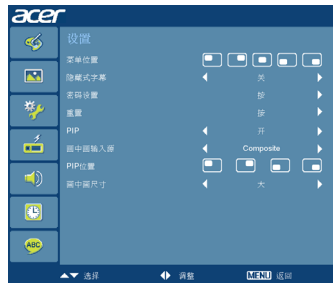 acer
设置
菜单位置
隐藏式字幕 关
密码设置 按
重置 按
PIP 开
画中画输入源 Composite
PIP位置
画中画尺寸 大
ABC
选择 调整 MENU 返回